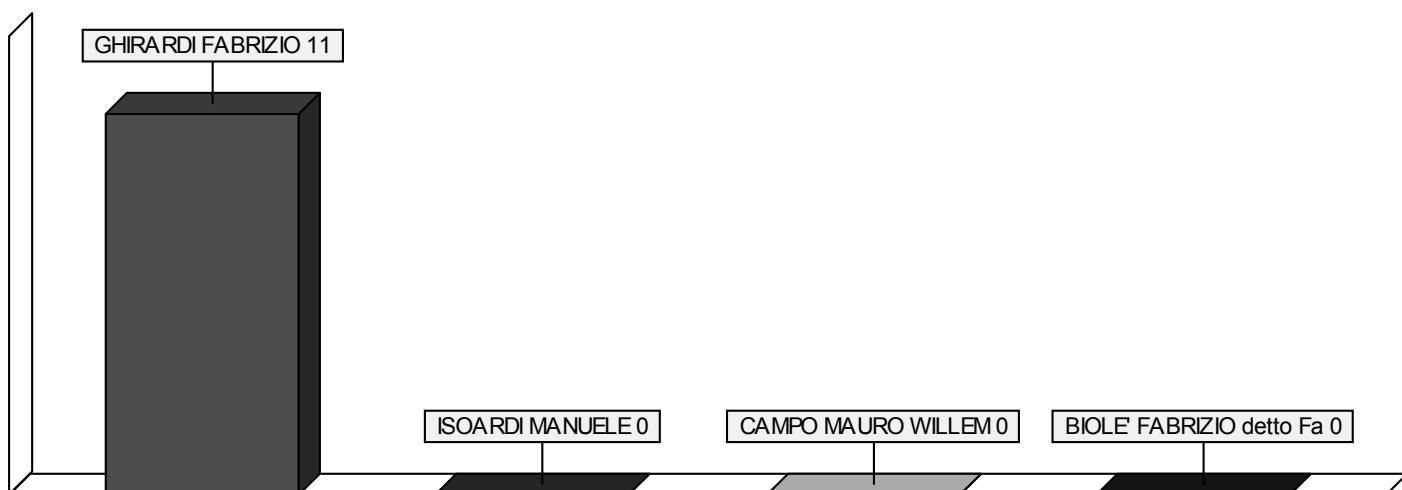 GHIRARDI FABRIZIO 11
ISOARDI MANUELE 0
CAMPO MAURO WILLEM 0
BIOLE' FABRIZIO detto Fa 0